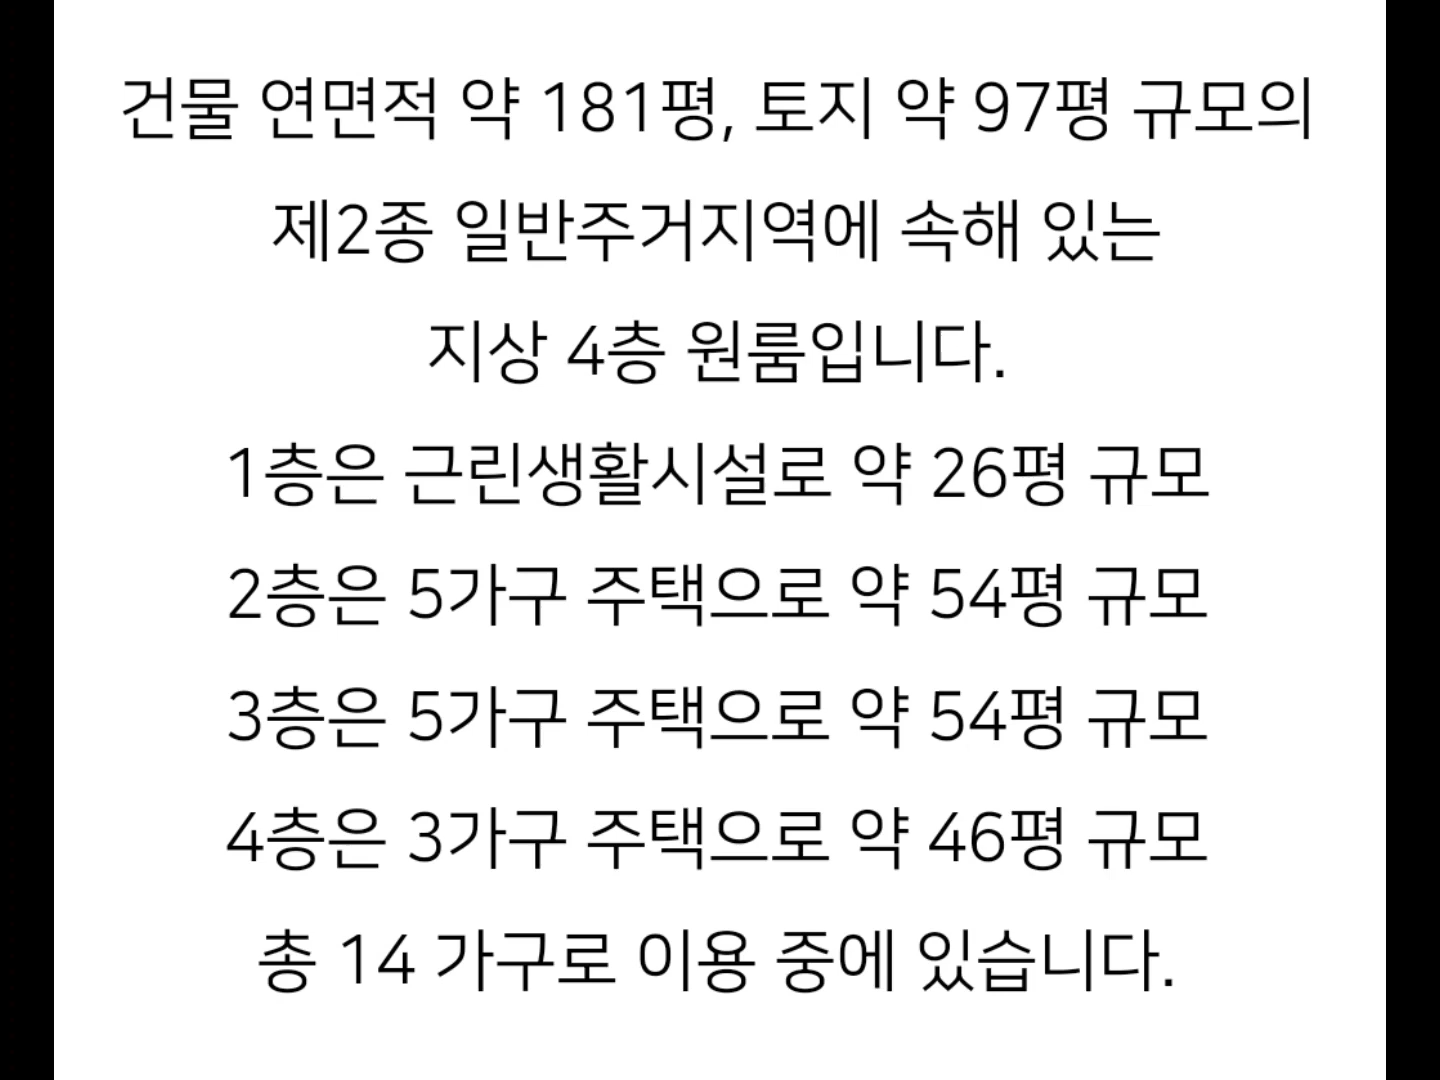 건물 연면적 약 181평, 토지 약 97평 규모의
제2종 일반주거지역에 속해 있는
지상 4층 원룸입니다.
1층은 근린생활시설로 약 26평 규모
2층은 5가구 주택으로 약 54평 규모
3층은 5가구 주택으로 약 54평 규모
4층은 3가구 주택으로 약 46평 규모
총 14 가구로 이용 중에 있습니다.